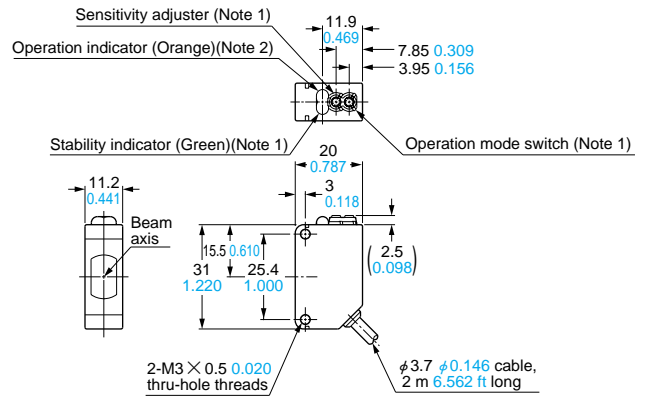 Sensitivity adjuster (Note 1)
11.9
0.469
Operation indicator (Orange)(Note 2)
7.85 0.309
3.95 0.156
Stability indicator (Green)(Note 1)
Operation mode switch (Note 1)
20
0.787
11.2
0.441
3
0.118
Beam
axis
15.5 0.610
31
1.220
25.4
1.000
(2.5
0.098)
2-M3 × 0.5 0.020
thru-hole threads
ϕ3.7 ϕ0.146 cable,
2 m 6.562 ft long